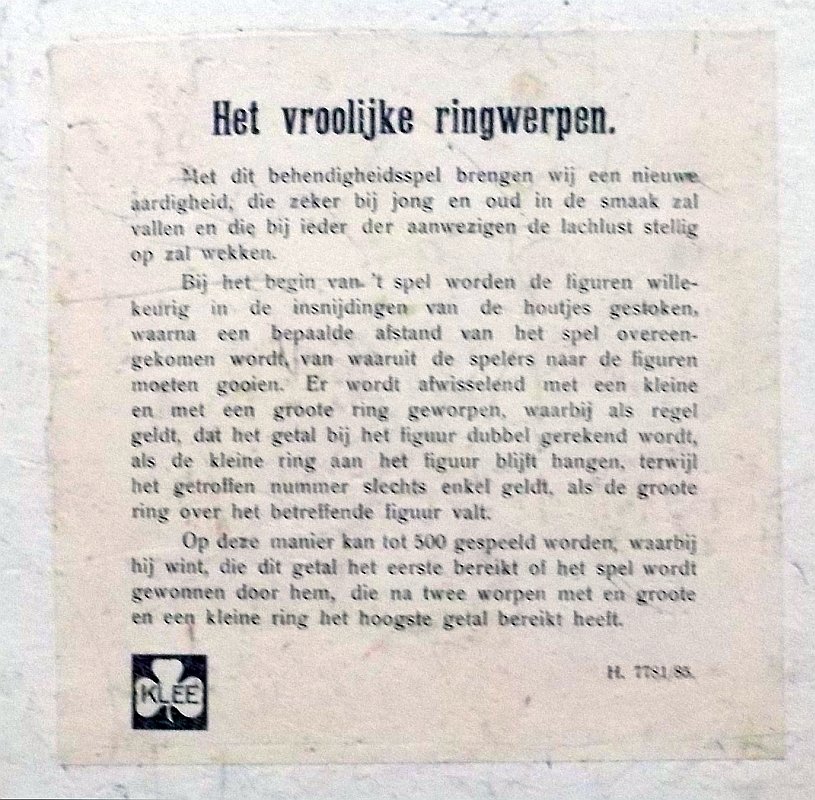 Het vroolijke ringwerpen.
Met dit behendigheidsspel brengen wij een nieuwe
aardigheid, die zeker bij jong en oud in de smaak zal
vallen en die bij ieder der aanwezigen de lachlust stellig
op zal wekken.
Bij het begin van 't spel worden de figuren wille-
keurig in de insnijdingen van de houtjes gestoken,
waarna een bepaalde afstand van het spel overeen-
gekomen wordt, van waaruit de spelers naar de figuren
moeten gooien. Er wordt afwisselend met een kleine
en met een groote ring geworpen, waarbij als regel
geldt, dat het getal bij het figuur dubbel gerekend wordt,
als de kleine ring aan het figuur blijft hangen, terwijl
het getroffen nummer slechts enkel geldt, als de groote
ring over het betreffende figuur valt.
Op deze manier kan tot 500 gespeeld worden, waarbij
hij wint, die dit getal het eerste bereikt of het spel wordt
gewonnen door hem, die na twee worpen met en groote
en een kleine ring het hoogste getal bereikt heeft.
KLEE
H. 7781/85.